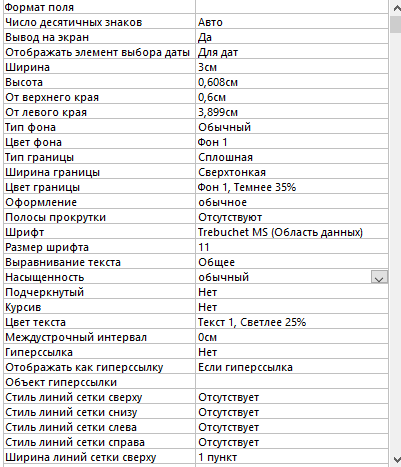 Формат поля
Число десятичных знаков Авто
Вывод на экран Да
Отображать элемент выбора даты Для дат
Ширина 3см
Высота 0,608см
От верхнего края 0,6см
От левого края 3,899см
Тип фона Обычный
Цвет фона Фон 1
Тип границы Сплошная
Ширина границы Сверхтонкая
Цвет границы Фон 1, Темнее 35%
Оформление обычное
Полосы прокрутки Отсутствуют
Шрифт Trebuchet MS (Область данных)
Размер шрифта 11
Выравнивание текста Общее
Насыщенность обычный
Подчеркнутый Нет
Курсив Нет
Цвет текста Текст 1, Светлее 25%
Междустрочный интервал 0см
Гиперссылка Нет
Отображать как гиперссылку Если гиперссылка
Объект гиперссылки
Стиль линий сетки сверху Отсутствует
Стиль линий сетки снизу Отсутствует
Стиль линий сетки слева Отсутствует
Стиль линий сетки справа Отсутствует
Ширина линий сетки сверху 1 пункт